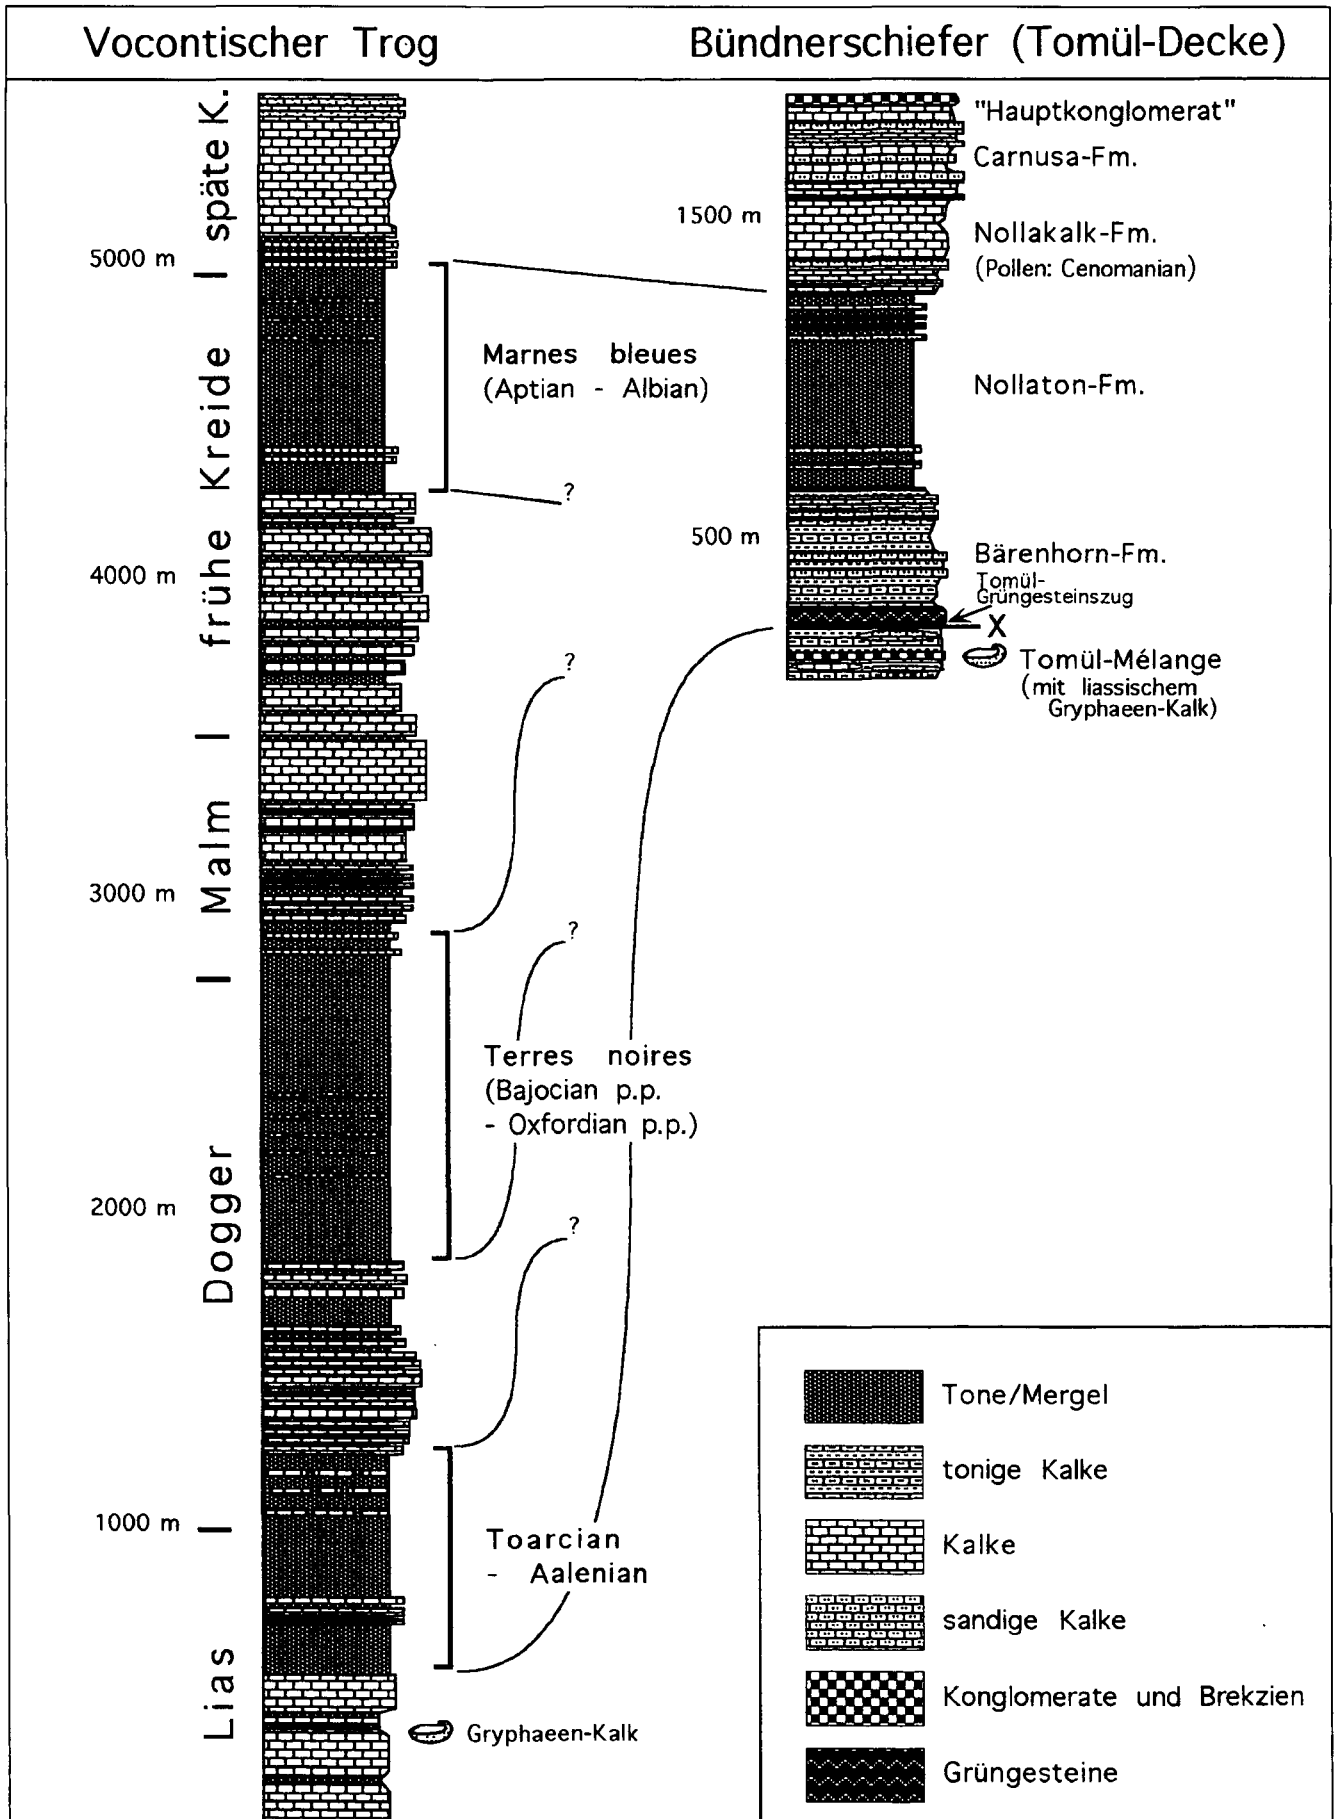 Vocontischer Trog
Bündnerschiefer (Tomül-Decke)
späte K.
frühe Kreide
Malm
Dogger
Lias
5000 m
4000 m
3000 m
2000 m
1000 m
Marnes bleues
(Aptian - Albian)
?
?
?
Terres noires
(Bajocian p.p.
- Oxfordian p.p.)
?
Toarcian
- Aalenian
Gryphaeen-Kalk
1500 m
500 m
"Hauptkonglomerat"
Carnusa-Fm.
Nollakalk-Fm.
(Pollen: Cenomanian)
Nollaton-Fm.
Bärenhorn-Fm.
Tomül-
Grüngesteinszug
X
Tomül-Mélange
(mit liassischem
Gryphaeen-Kalk)
Tone/Mergel
tonige Kalke
Kalke
sandige Kalke
Konglomerate und Brekzien
Grüngesteine